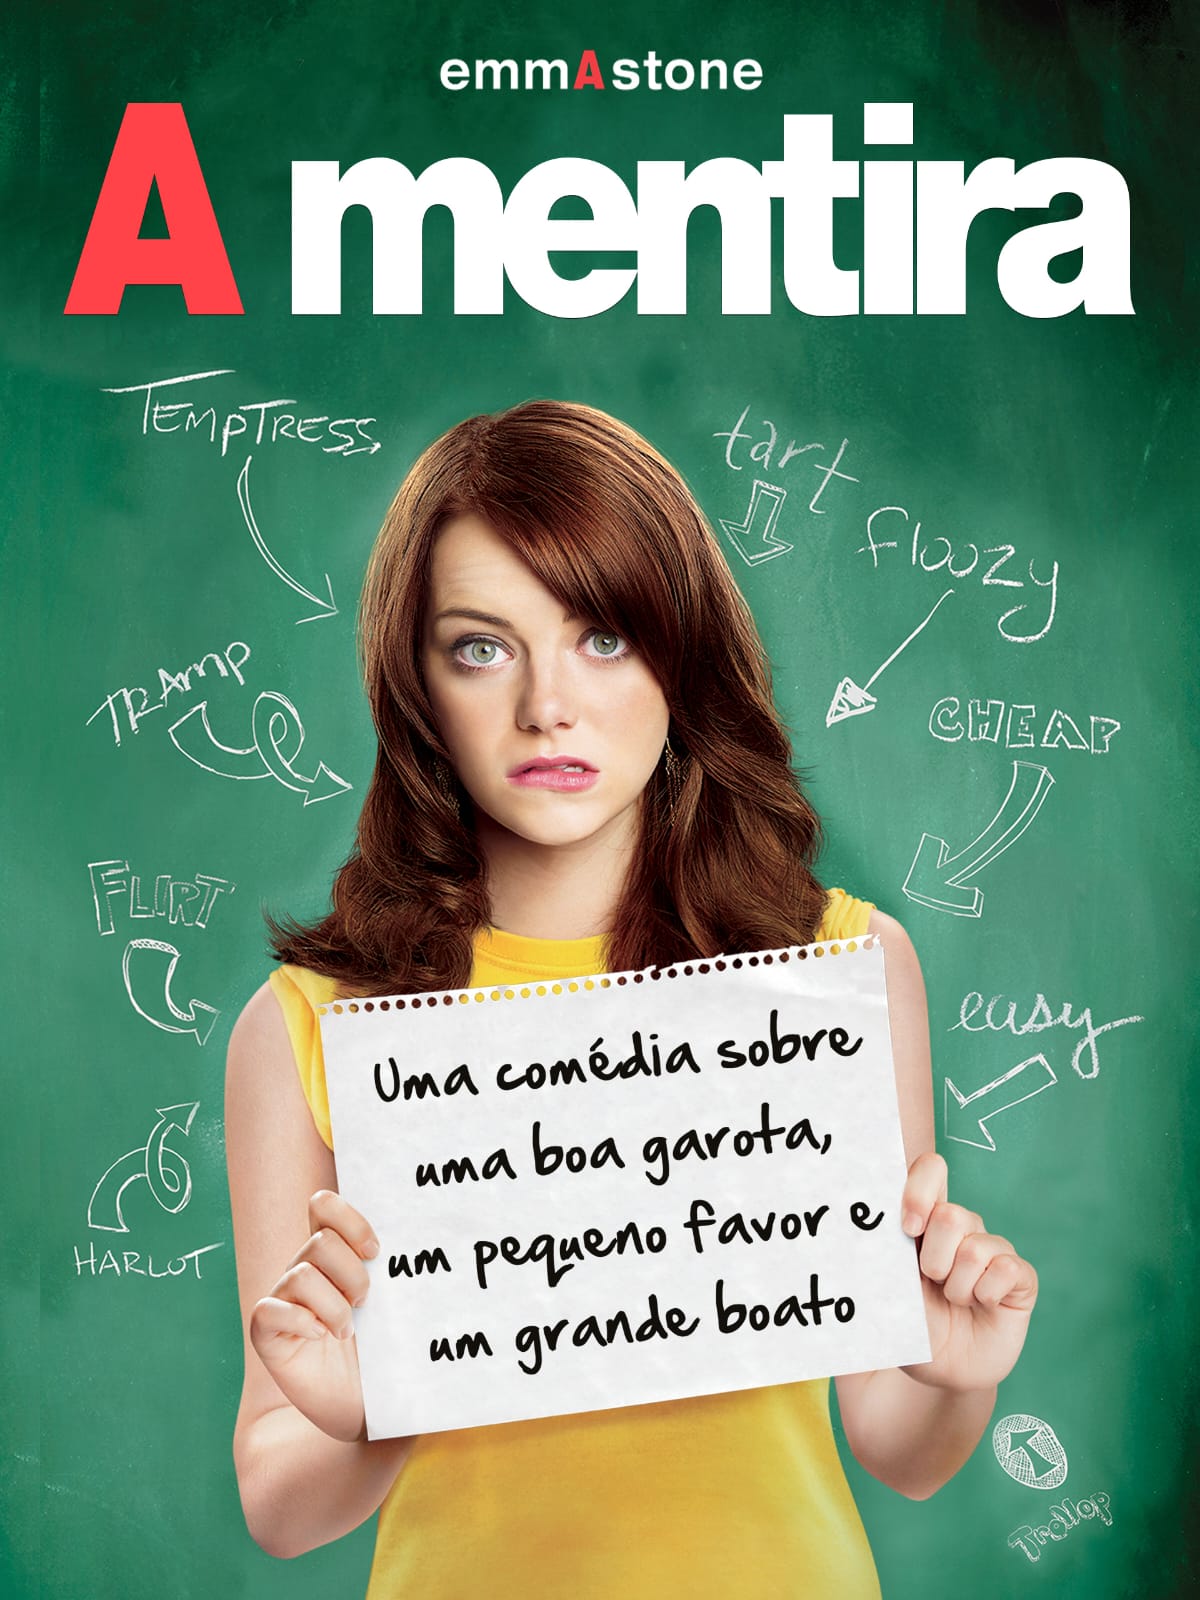 emmAstone
A mentira
TEMPTRESS
tart
floozy
TRAMP
CHEAP
FLIRT
easy
HARLOT
Uma comédia sobre
uma boa garota,
um pequeno favor e
um grande boato
Trollop